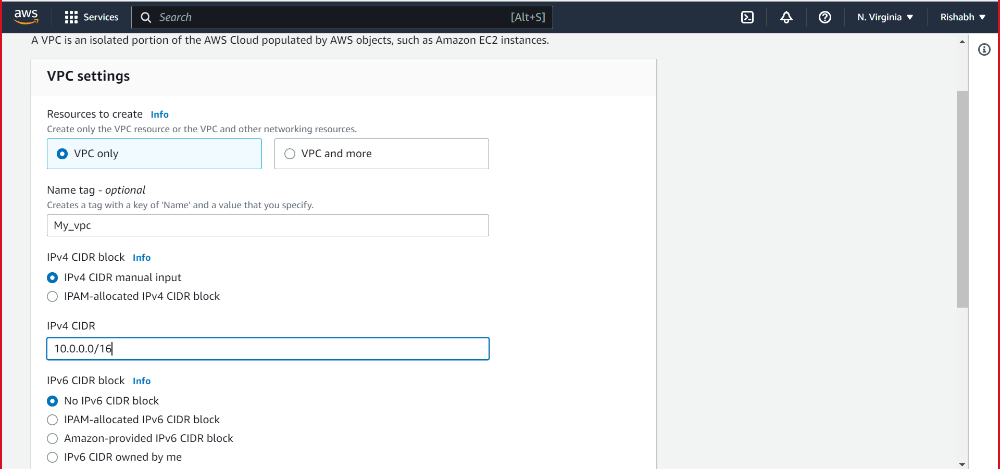 aws Services Search [Alt+S] N. Virginia ▼ Rishabh ▼
A VPC is an isolated portion of the AWS Cloud populated by AWS objects, such as Amazon EC2 instances.
VPC settings
Resources to create Info
Create only the VPC resource or the VPC and other networking resources.
VPC only VPC and more
Name tag - optional
Creates a tag with a key of 'Name' and a value that you specify.
My_vpc
IPv4 CIDR block Info
IPv4 CIDR manual input
IPAM-allocated IPv4 CIDR block
IPv4 CIDR
10.0.0.0/16
IPv6 CIDR block Info
No IPv6 CIDR block
IPAM-allocated IPv6 CIDR block
Amazon-provided IPv6 CIDR block
IPv6 CIDR owned by me